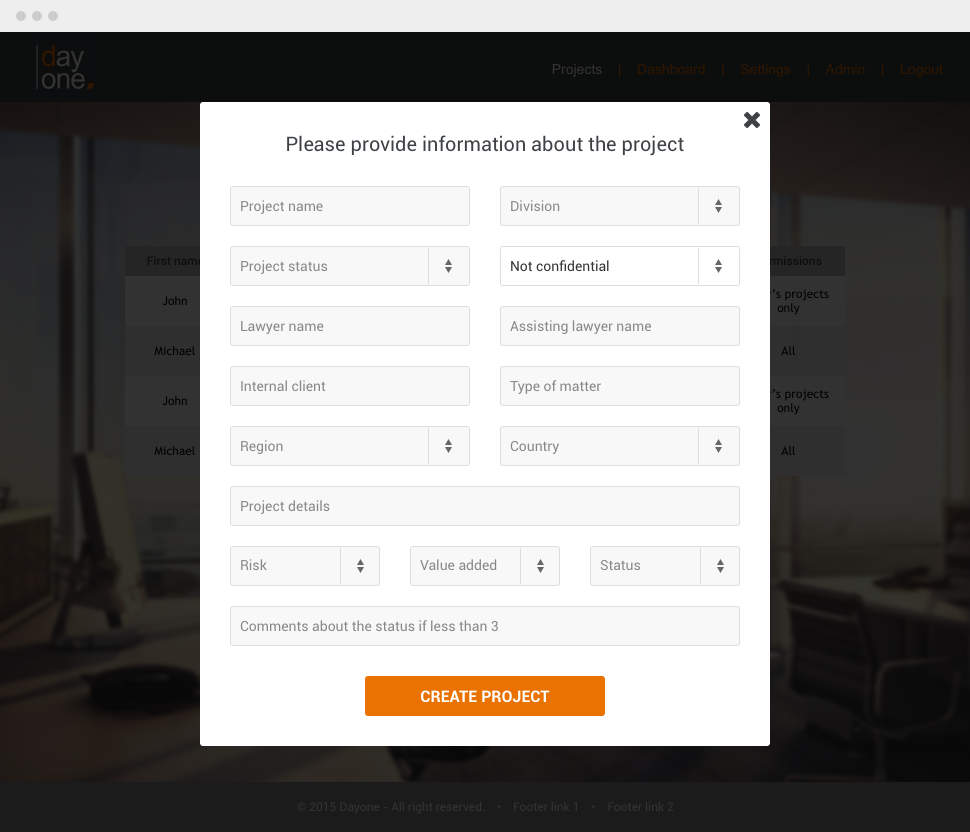 day
one.
Projects | Dashboard | Settings | Admin | Logout
Please provide information about the project
Project name
Division
Project status
Not confidential
Lawyer name
Assisting lawyer name
Internal client
Type of matter
Region
Country
Project details
Risk
Value added
Status
Comments about the status if less than 3
CREATE PROJECT
First name
missions
John
's projects
only
Michael
All
John
's projects
only
Michael
All
© 2015 Dayone - All right reserved. • Footer link 1 • Footer link 2